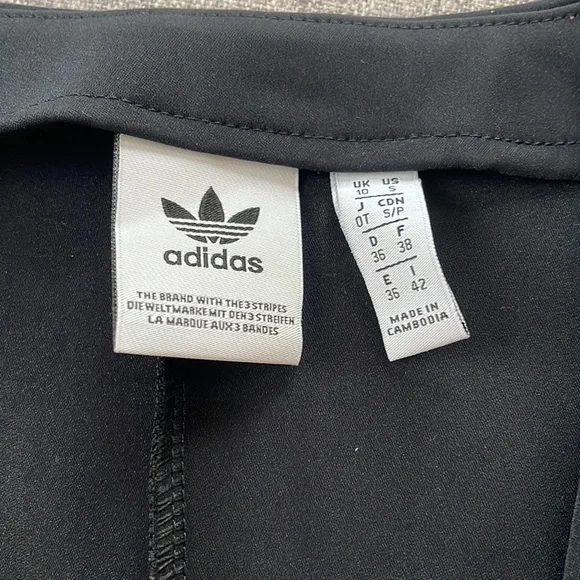 adidas
THE BRAND WITH THE 3 STRIPES
DIE WELTMARKE MIT DEN 3 STREIFEN
LA MARQUE AUX 3 BANDES
UK US
10 S
J CDN
OT S/P
D F
36 38
E I
36 42
MADE IN
CAMBODIA